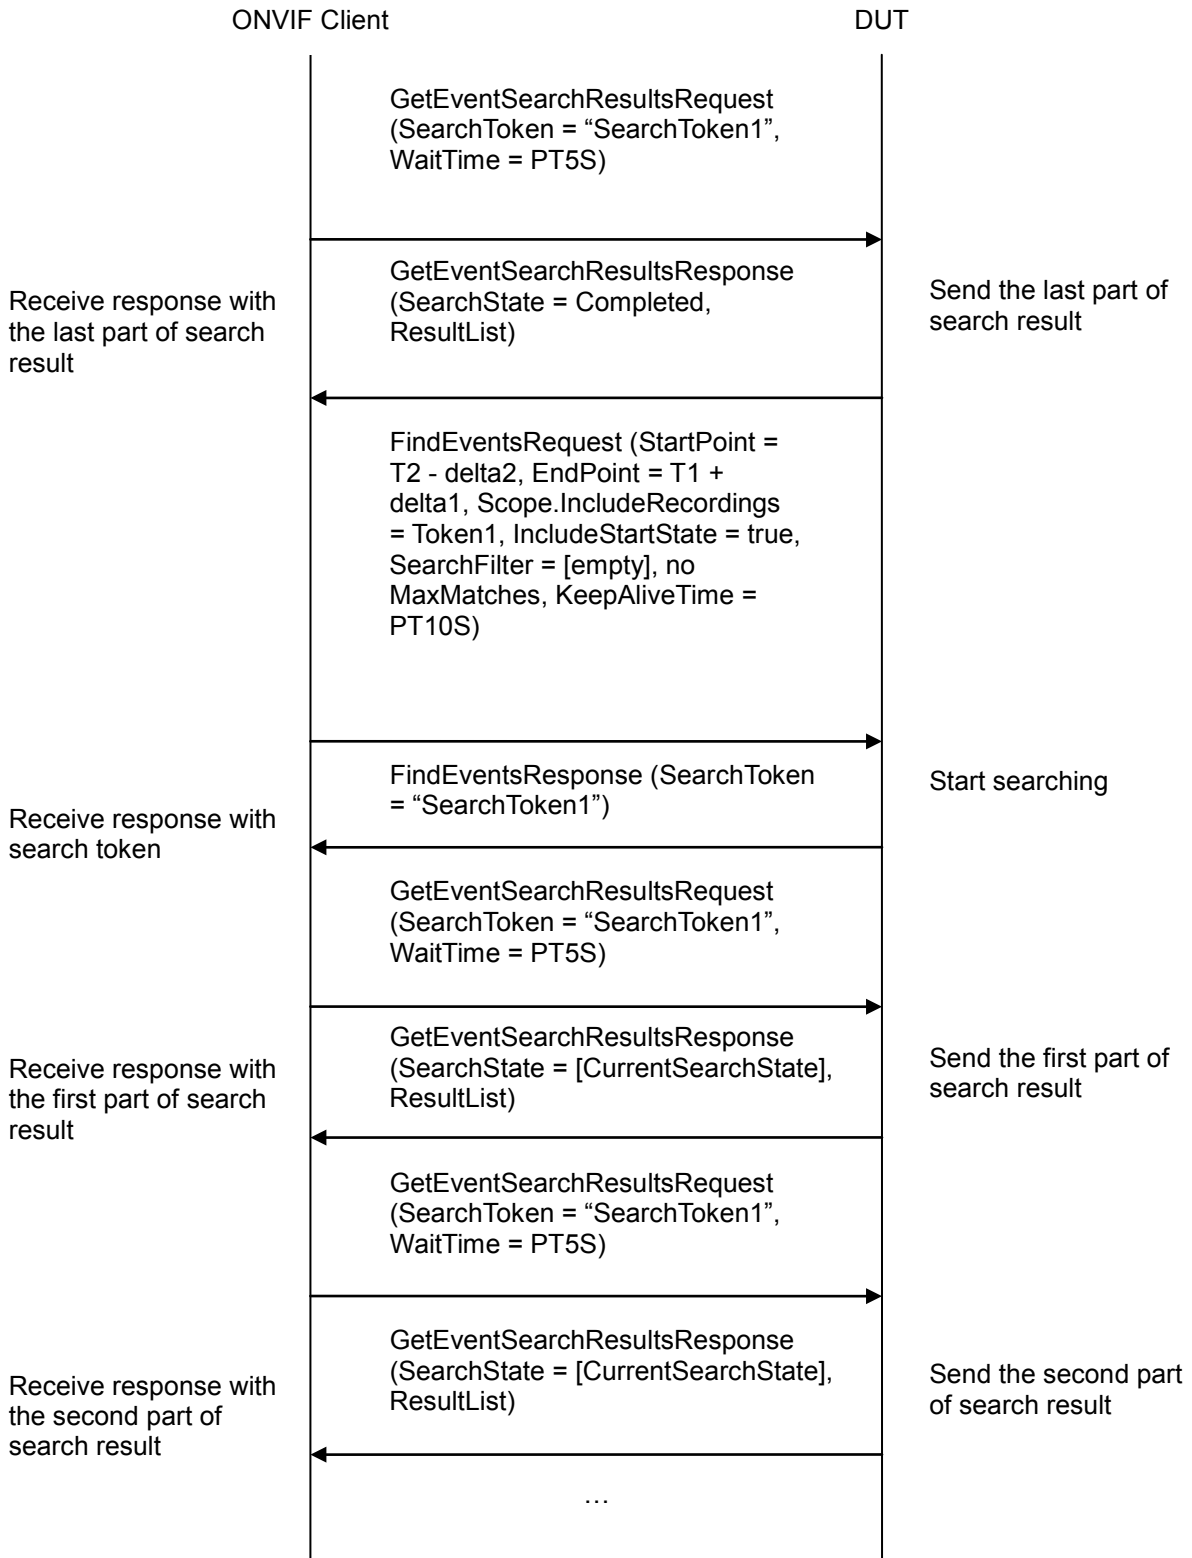 ONVIF Client
DUT
GetEventSearchResultsRequest
(SearchToken = “SearchToken1”,
WaitTime = PT5S)
GetEventSearchResultsResponse
(SearchState = Completed,
ResultList)
Receive response with
the last part of search
result
Send the last part of
search result
FindEventsRequest (StartPoint =
T2 - delta2, EndPoint = T1 +
delta1, Scope.IncludeRecordings
= Token1, IncludeStartState = true,
SearchFilter = [empty], no
MaxMatches, KeepAliveTime =
PT10S)
FindEventsResponse (SearchToken
= “SearchToken1”)
Start searching
Receive response with
search token
GetEventSearchResultsRequest
(SearchToken = “SearchToken1”,
WaitTime = PT5S)
GetEventSearchResultsResponse
(SearchState = [CurrentSearchState],
ResultList)
Receive response with
the first part of search
result
Send the first part of
search result
GetEventSearchResultsRequest
(SearchToken = “SearchToken1”,
WaitTime = PT5S)
GetEventSearchResultsResponse
(SearchState = [CurrentSearchState],
ResultList)
Receive response with
the second part of
search result
Send the second part
of search result
…